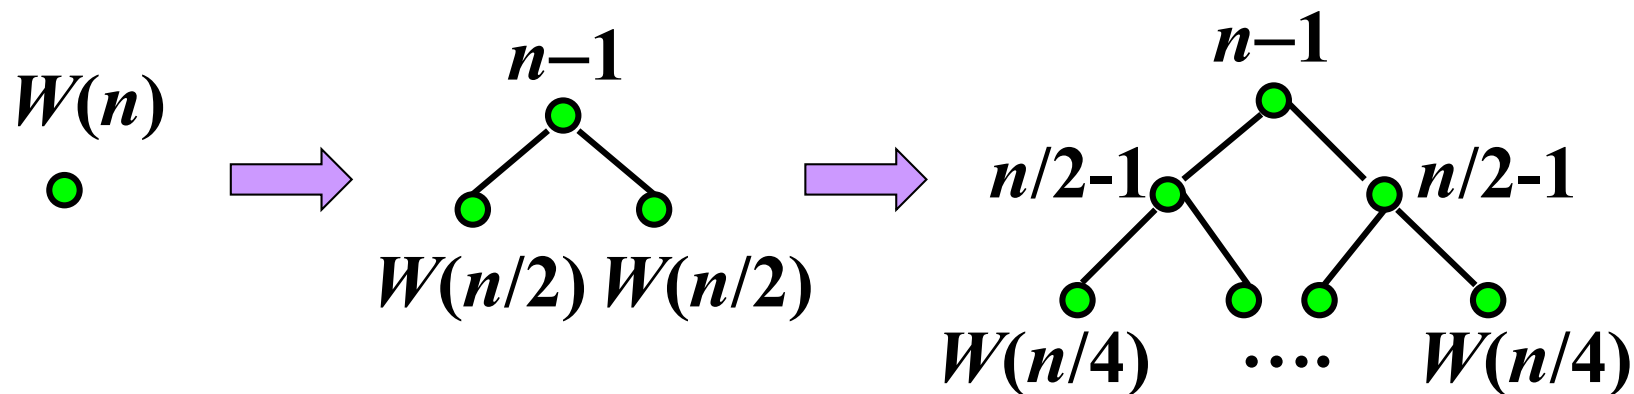 W(n)
n−1
W(n/2) W(n/2)
n−1
n/2-1 n/2-1
W(n/4) .... W(n/4)